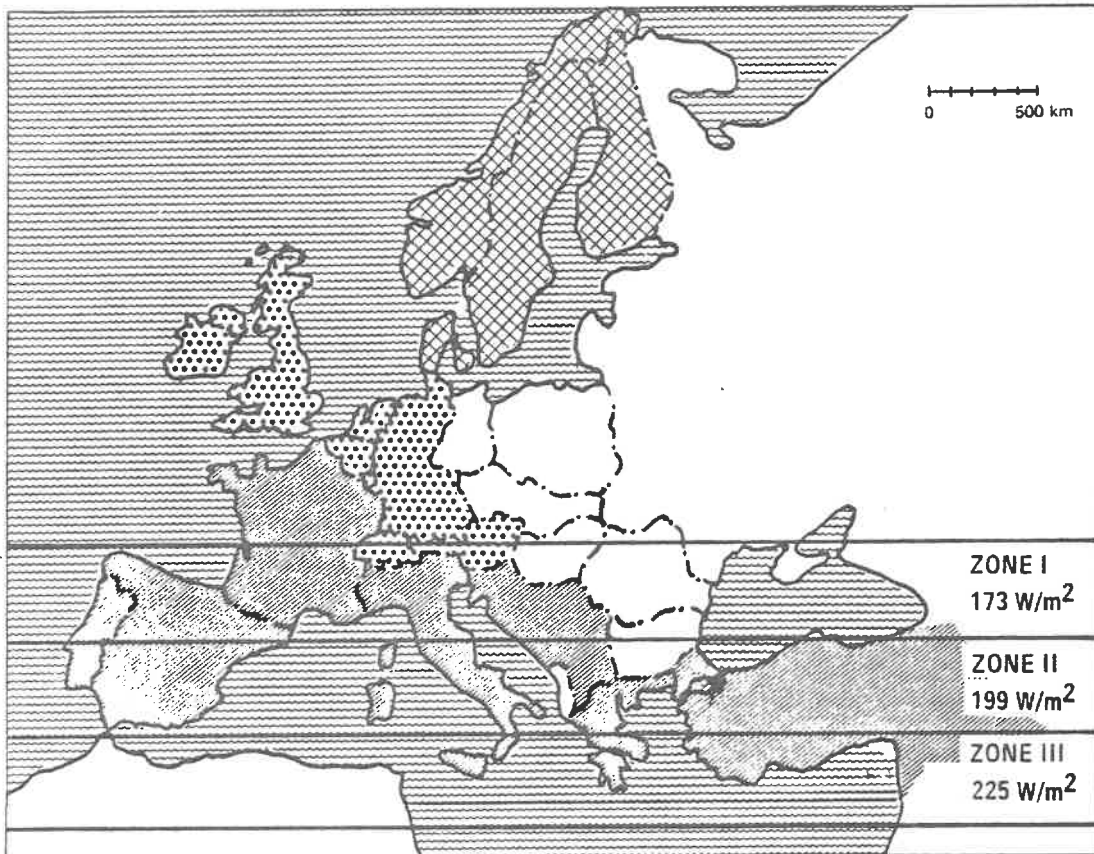 0 500 km
ZONE I
173 W/m²
ZONE II
199 W/m²
ZONE III
225 W/m²